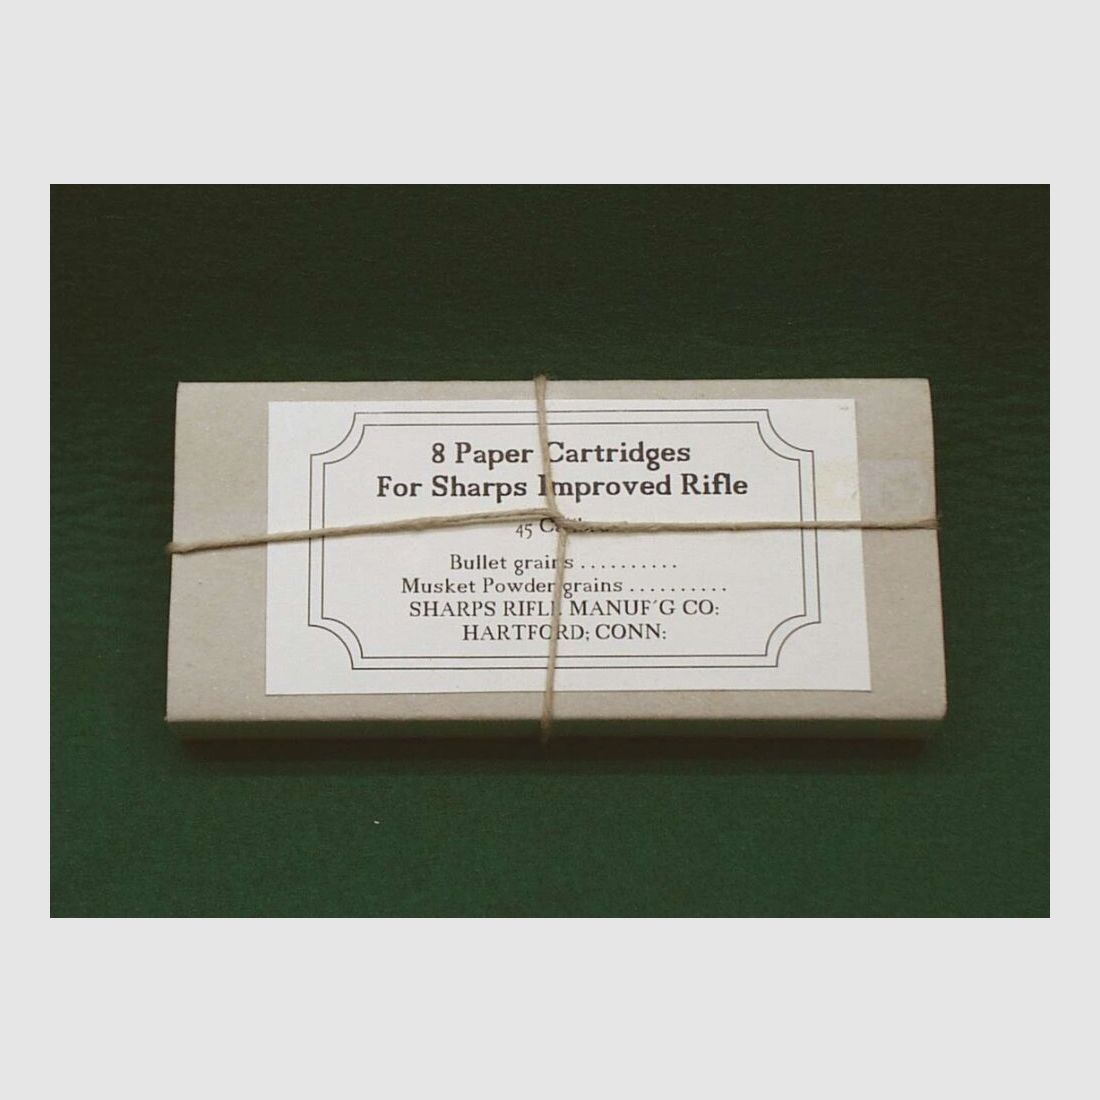 8 Paper Cartridges
For Sharps Improved Rifle
45
Bullet grains ..........
Musket Powder grains ..........
SHARPS RIFLE MANUF´G CO:
HARTFORD; CONN: